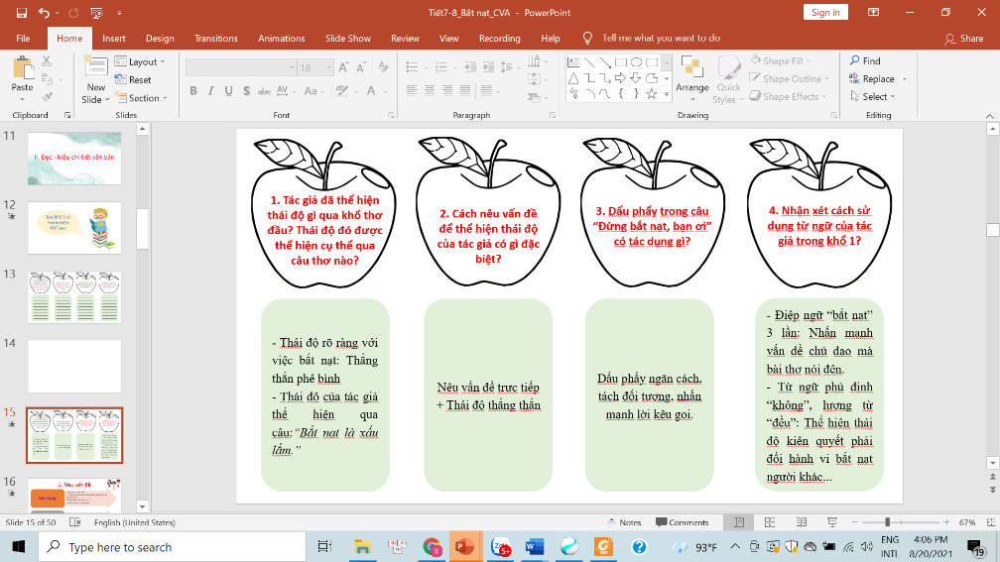 Tiết7-8_Bắt nạt_CVA - PowerPoint
Sign in
File
Home
Insert
Design
Transitions
Animations
Slide Show
Review
View
Recording
Help
Tell me what you want to do
Share
Paste
New
Slide
Layout
Reset
Section
18
B I U S abc AV Aa A
Arrange
Quick
Styles
Shape Fill
Shape Outline
Shape Effects
Find
Replace
Select
Clipboard
Slides
Font
Paragraph
Drawing
Editing
11
II. Đọc - hiểu chi tiết văn bản
12
13
14
15
16
1. Nêu vấn đề
1. Tác giả đã thể hiện
thái độ gì qua khổ thơ
đầu? Thái độ đó được
thể hiện cụ thể qua
câu thơ nào?
2. Cách nêu vấn đề
để thể hiện thái độ
của tác giả có gì đặc
biệt?
3. Dấu phẩy trong câu
“Đừng bắt nạt, bạn ơi”
có tác dụng gì?
4. Nhận xét cách sử
dụng từ ngữ của tác
giả trong khổ 1?
- Thái độ rõ ràng với
việc bắt nạt: Thẳng
thắn phê bình
- Thái độ của tác giả
thể hiện qua
câu:“Bắt nạt là xấu
lắm.”
Nêu vấn đề trực tiếp
+ Thái độ thẳng thắn
Dấu phẩy ngăn cách,
tách đối tượng, nhấn
mạnh lời kêu gọi.
- Điệp ngữ “bắt nạt”
3 lần: Nhấn mạnh
vấn đề chủ đạo mà
bài thơ nói đến.
- Từ ngữ phủ định
“không”, lượng từ
“đều”: Thể hiện thái
độ kiên quyết phải
đối hành vi bắt nạt
người khác...
Slide 15 of 50
English (United States)
Notes
Comments
67%
Type here to search
5+
93°F
ENG
INTL
4:06 PM
8/20/2021
19